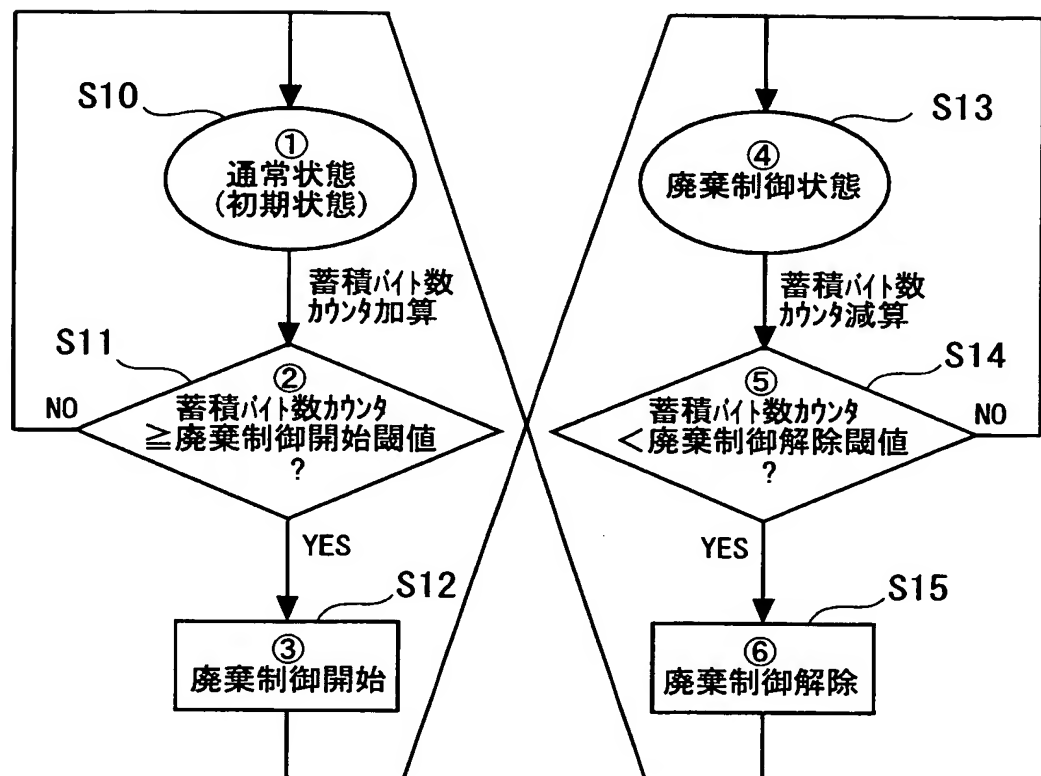 S10
①
通常状態
(初期状態)
蓄積バイト数
カウンタ加算
S11
②
蓄積バイト数カウンタ
≧廃棄制御開始閾値
?
NO
YES
S12
③
廃棄制御開始
S13
④
廃棄制御状態
蓄積バイト数
カウンタ減算
S14
⑤
蓄積バイト数カウンタ
<廃棄制御解除閾値
?
NO
YES
S15
⑥
廃棄制御解除